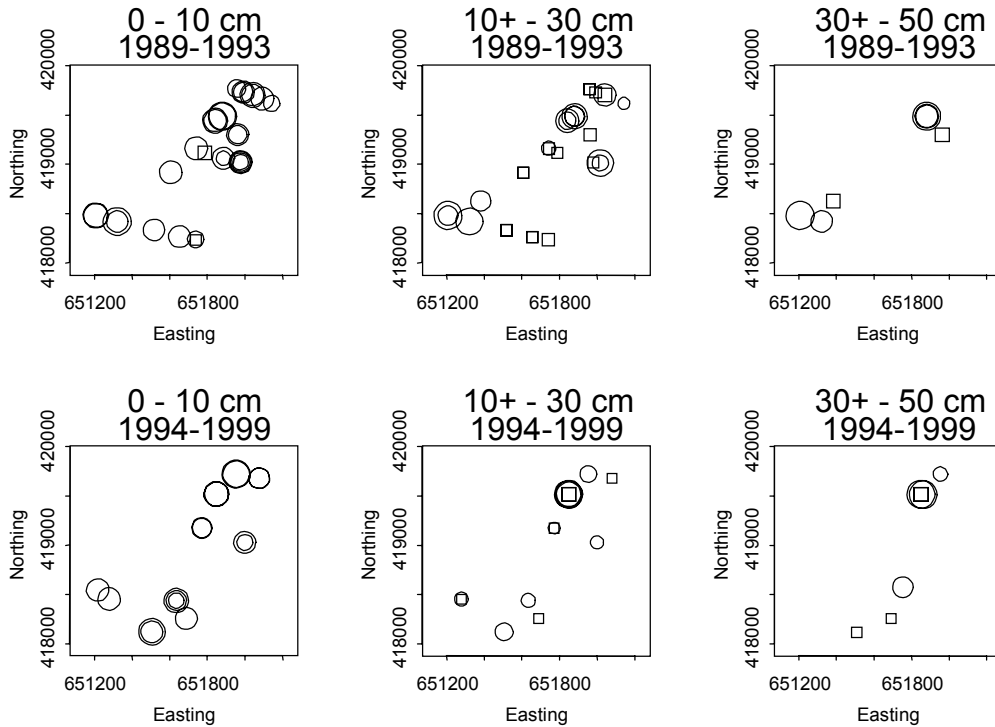 0 - 10 cm
1989-1993
Northing
420000
419000
418000
651200
651800
Easting
10+ - 30 cm
1989-1993
Northing
420000
419000
418000
651200
651800
Easting
30+ - 50 cm
1989-1993
Northing
420000
419000
418000
651200
651800
Easting
0 - 10 cm
1994-1999
Northing
420000
419000
418000
651200
651800
Easting
10+ - 30 cm
1994-1999
Northing
420000
419000
418000
651200
651800
Easting
30+ - 50 cm
1994-1999
Northing
420000
419000
418000
651200
651800
Easting